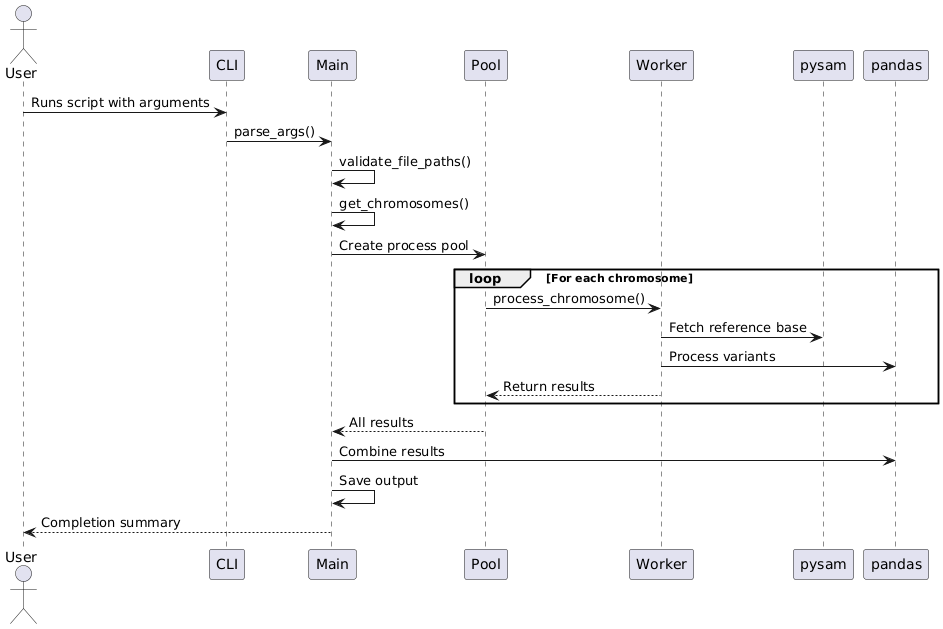 User
CLI
Main
Pool
Worker
pysam
pandas
Runs script with arguments
parse_args()
validate_file_paths()
get_chromosomes()
Create process pool
loop
[For each chromosome]
process_chromosome()
Fetch reference base
Process variants
Return results
All results
Combine results
Save output
Completion summary
User
CLI
Main
Pool
Worker
pysam
pandas